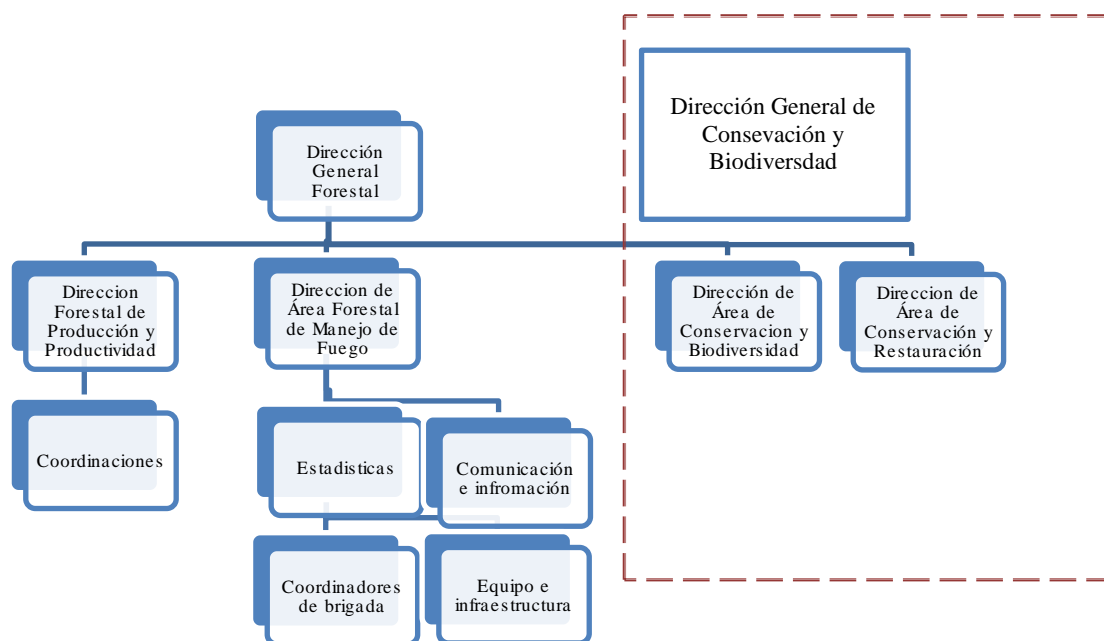 Dirección General de
Consevación y
Biodiversdad
Dirección
General
Forestal
Direccion
Forestal de
Producción y
Productividad
Direccion de
Área Forestal
de Manejo de
Fuego
Dirección de
Área de
Conservacion y
Biodiversidad
Direccion de
Área de
Conservación y
Restauración
Coordinaciones
Estadisticas
Comunicación
e infromación
Coordinadores
de brigada
Equipo e
infraestructura